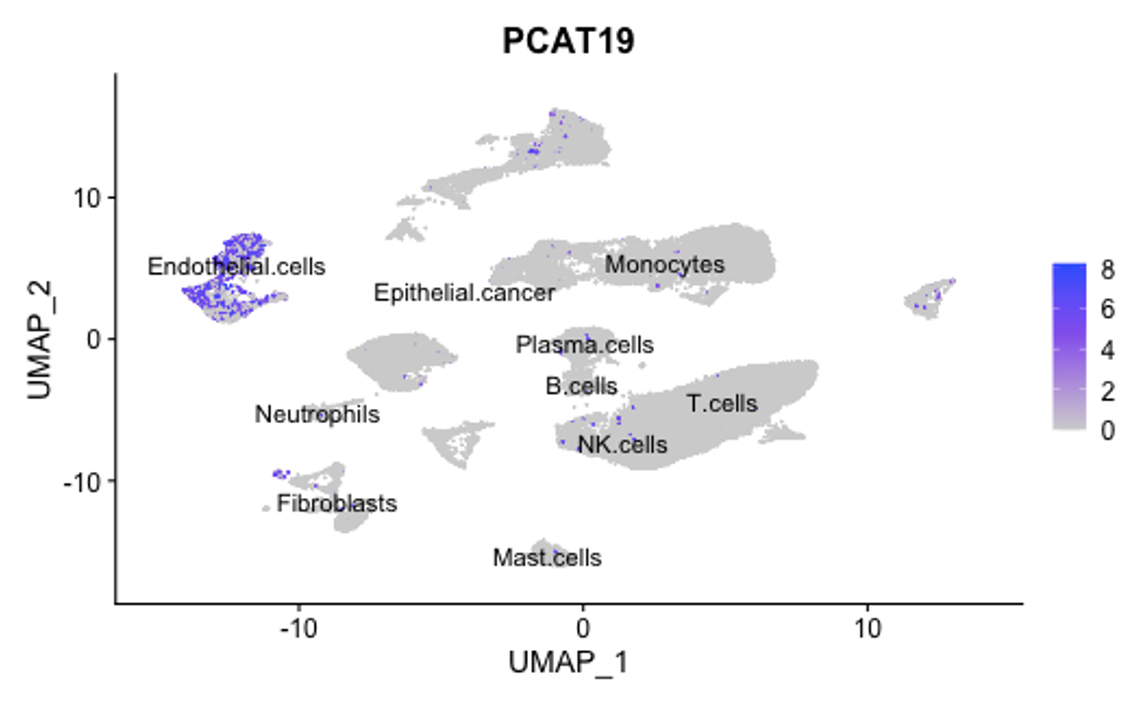 PCAT19
UMAP_2
10
0
-10
Endothelial.cells
Monocytes
Epithelial.cancer
Plasma.cells
B.cells
T.cells
Neutrophils
NK.cells
Fibroblasts
Mast.cells
8
6
4
2
0
-10
0
10
UMAP_1